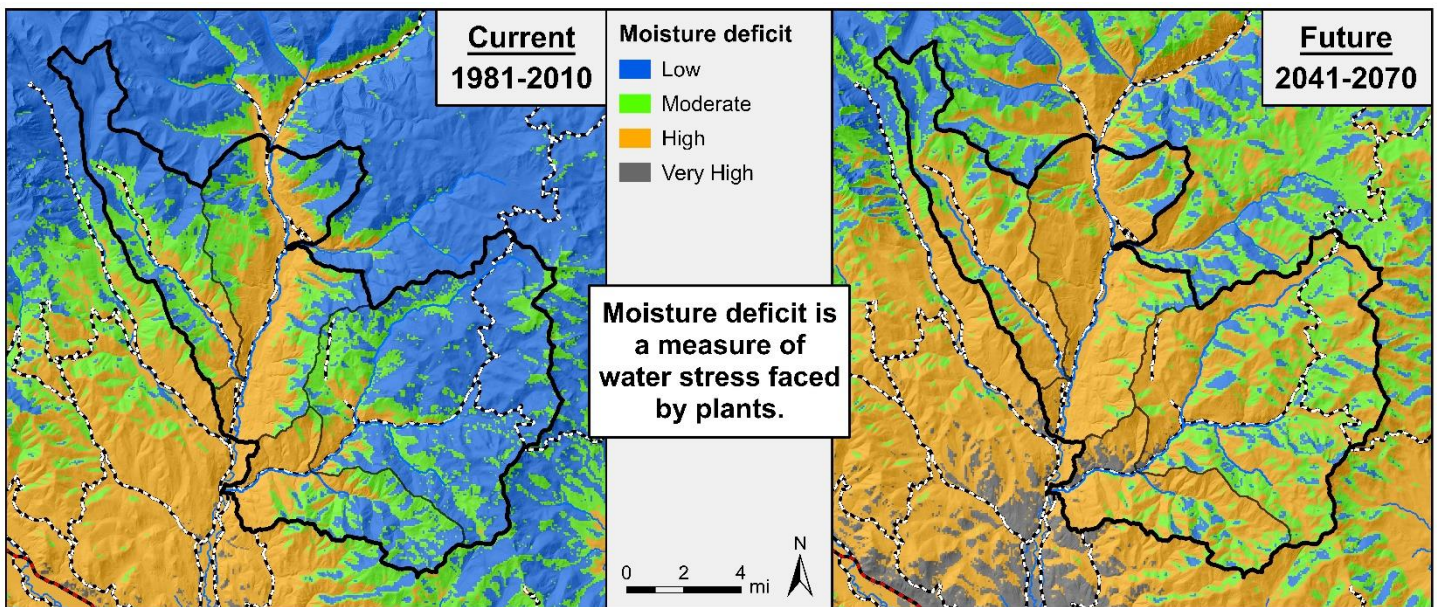 Current
1981-2010
Moisture deficit
Low
Moderate
High
Very High
Moisture deficit is
a measure of
water stress faced
by plants.
N
0 2 4
mi
Future
2041-2070